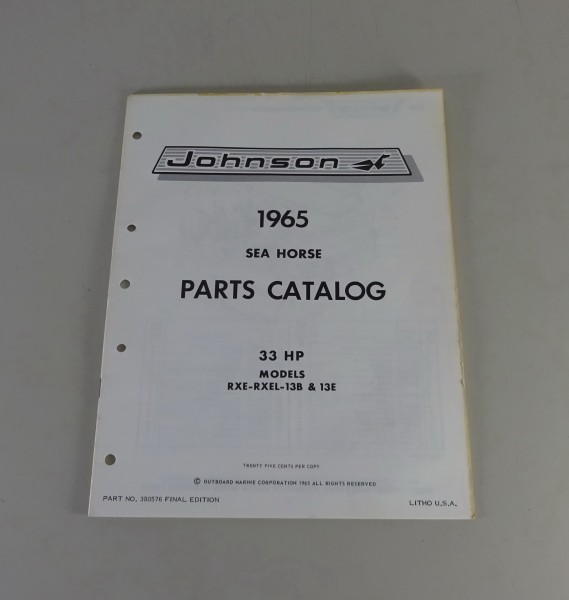 Johnson
1965
SEA HORSE
PARTS CATALOG
33 HP
MODELS
RXE-RXEL-13B & 13E
TWENTY FIVE CENTS PER COPY
© OUTBOARD MARINE CORPORATION 1965 ALL RIGHTS RESERVED
PART NO. 380576 FINAL EDITION
LITHO U.S.A.